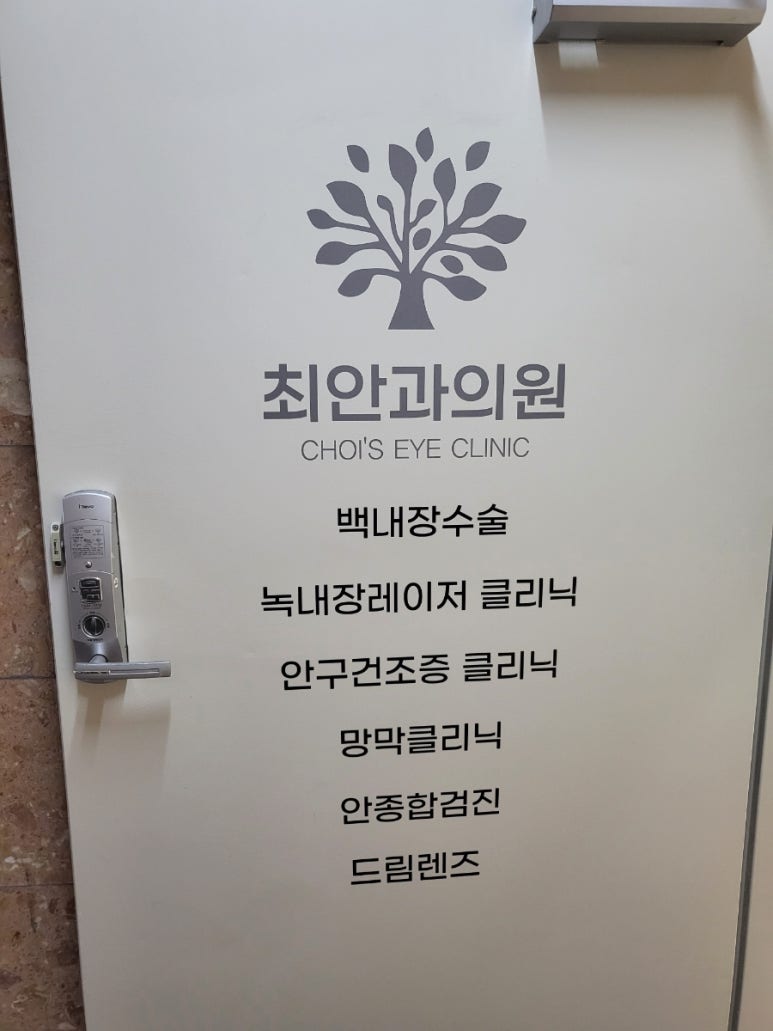 최안과의원
CHOI'S EYE CLINIC
백내장수술
녹내장레이저 클리닉
안구건조증 클리닉
망막클리닉
안종합검진
드림렌즈